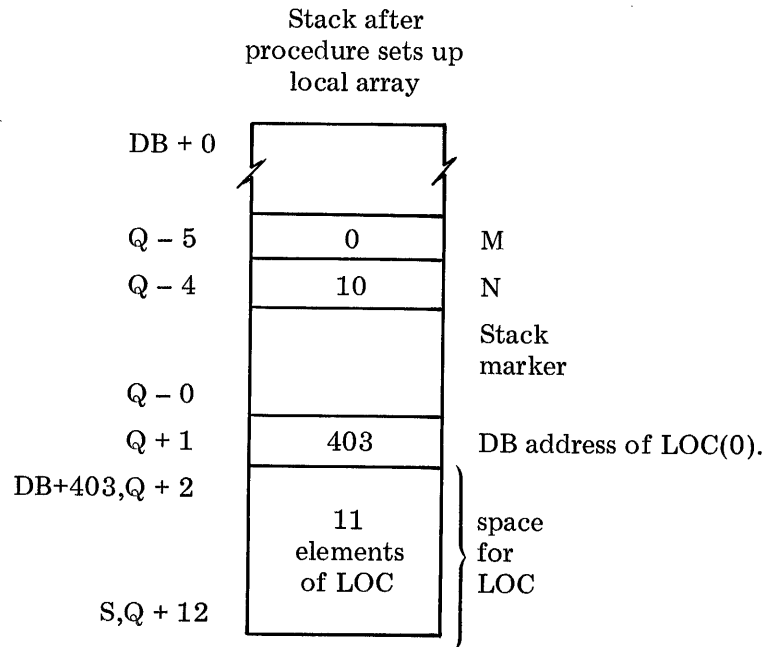 Stack after
procedure sets up
local array
DB + 0
Q – 5 0 M
Q – 4 10 N
Stack
marker
Q – 0
Q + 1 403 DB address of LOC(0).
DB+403,Q + 2
11
elements
of LOC
space
for
LOC
S,Q + 12